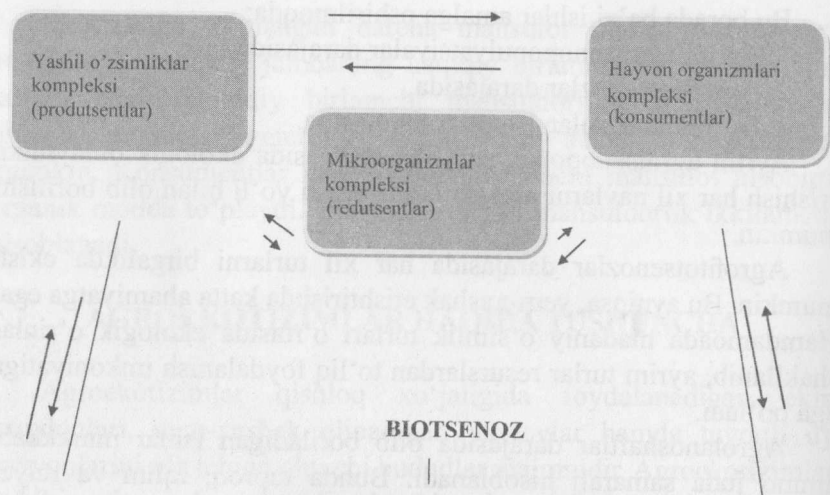 Yashil o’zsimliklar
kompleksi
(produtsentlar)
Hayvon organizmlari
kompleksi
(konsumentlar)
Mikroorganizmlar
kompleksi
(redutsentlar)
BIOTSENOZ